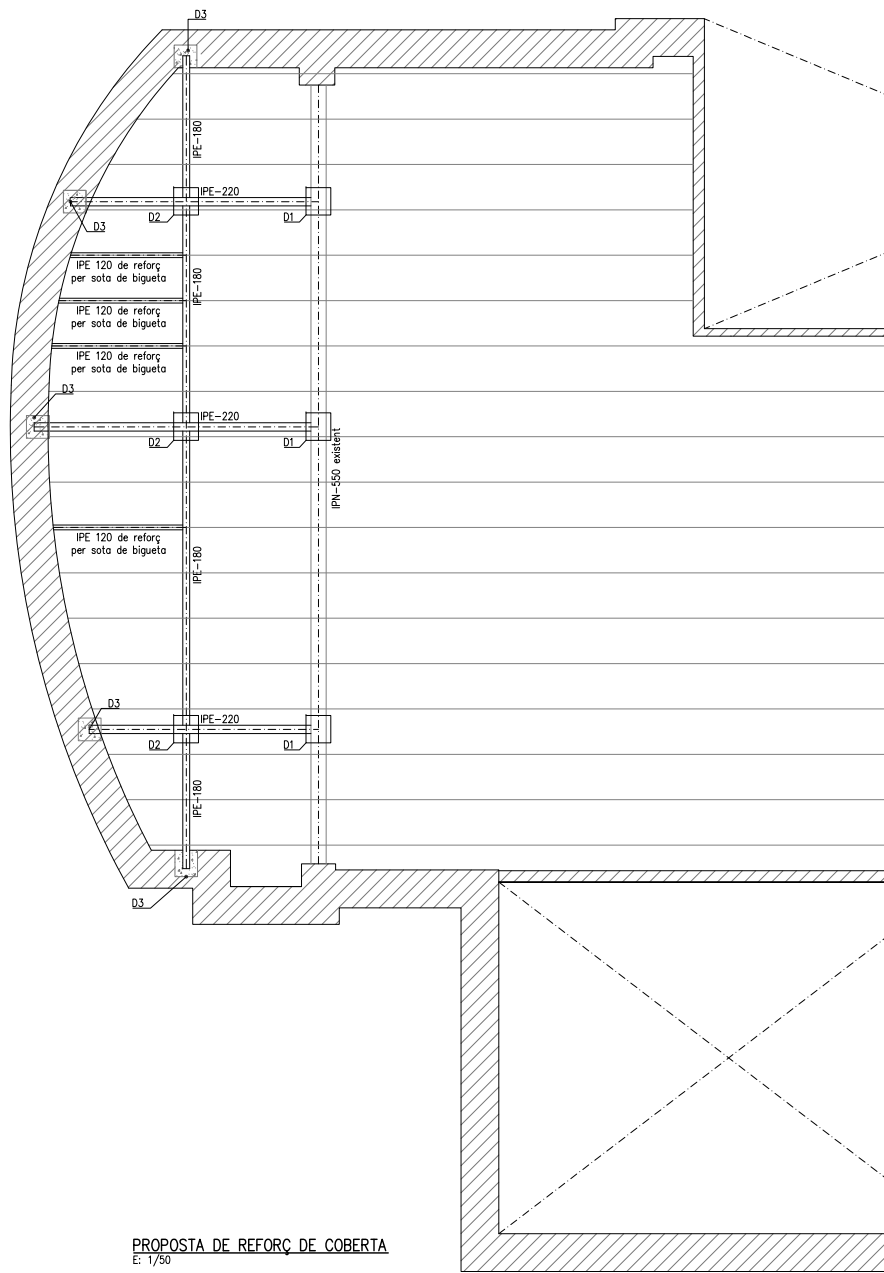 D3
IPE-180
IPE-220
D2
D1
D3
IPE 120 de reforç
per sota de bigueta
IPE-180
IPE 120 de reforç
per sota de bigueta
IPE 120 de reforç
per sota de bigueta
D3
IPE-220
D2
D1
IPN-550 existent
IPE 120 de reforç
per sota de bigueta
IPE-180
D3
IPE-220
D2
D1
IPE-180
D3
PROPOSTA DE REFORÇ DE COBERTA
E: 1/50